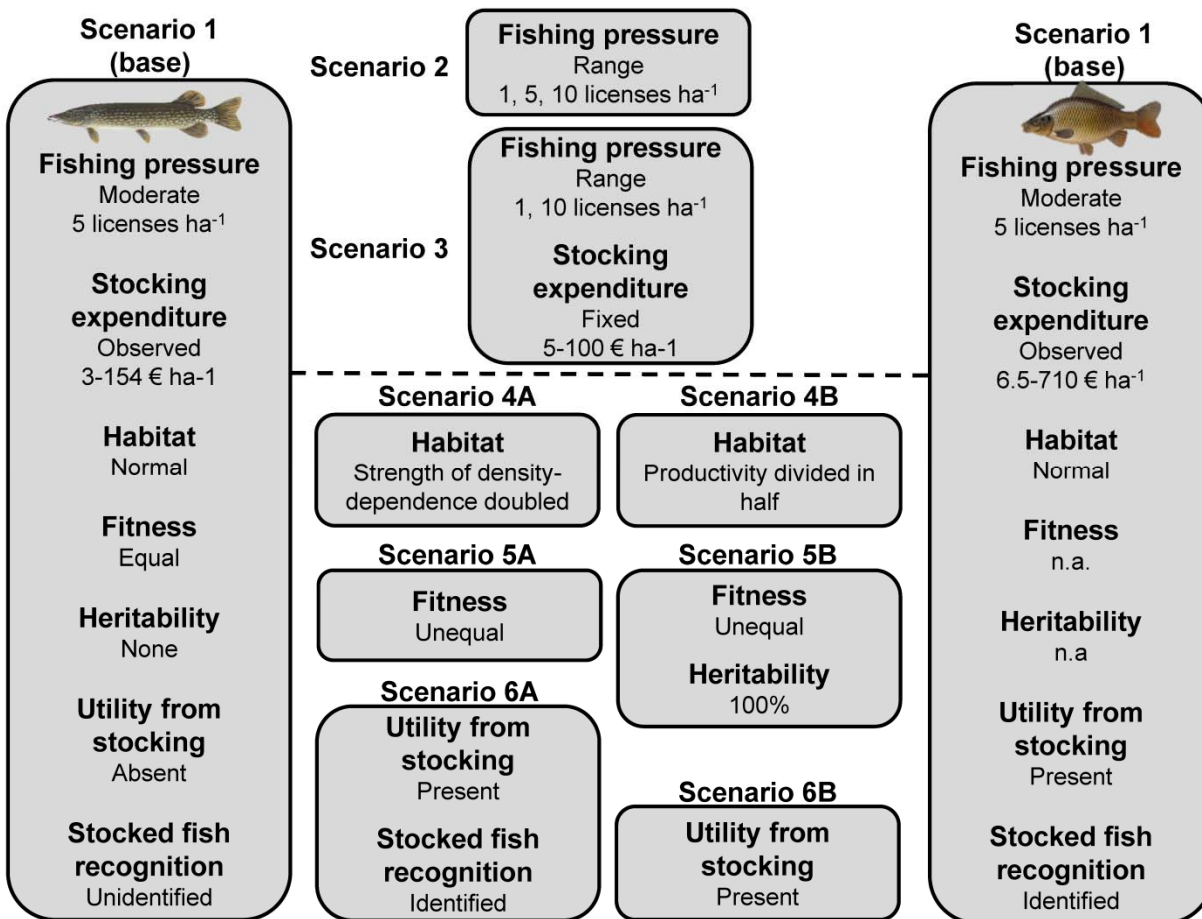 Scenario 1
(base)
Fishing pressure
Moderate
5 licenses ha⁻¹
Stocking
expenditure
Observed
3-154 € ha-1
Habitat
Normal
Fitness
Equal
Heritability
None
Utility from
stocking
Absent
Stocked fish
recognition
Unidentified
Scenario 2
Fishing pressure
Range
1, 5, 10 licenses ha⁻¹
Scenario 3
Fishing pressure
Range
1, 10 licenses ha⁻¹
Stocking
expenditure
Fixed
5-100 € ha-1
Scenario 4A
Habitat
Strength of density-
dependence doubled
Scenario 4B
Habitat
Productivity divided in
half
Scenario 5A
Fitness
Unequal
Scenario 5B
Fitness
Unequal
Heritability
100%
Scenario 6A
Utility from
stocking
Present
Stocked fish
recognition
Identified
Scenario 6B
Utility from
stocking
Present
Scenario 1
(base)
Fishing pressure
Moderate
5 licenses ha⁻¹
Stocking
expenditure
Observed
6.5-710 € ha⁻¹
Habitat
Normal
Fitness
n.a.
Heritability
n.a
Utility from
stocking
Present
Stocked fish
recognition
Identified